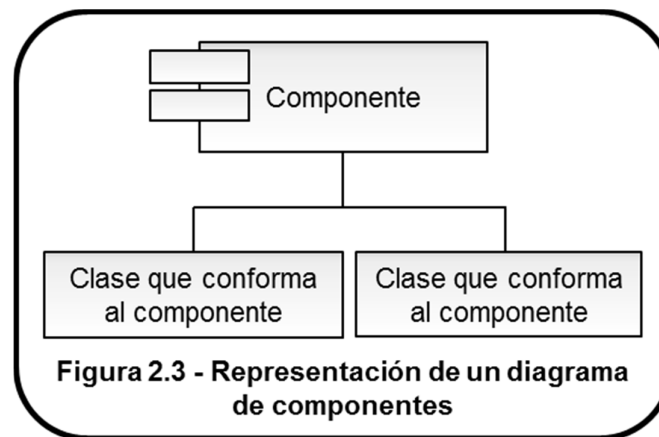 Componente
Clase que conforma
al componente
Clase que conforma
al componente
Figura 2.3 - Representación de un diagrama
de componentes